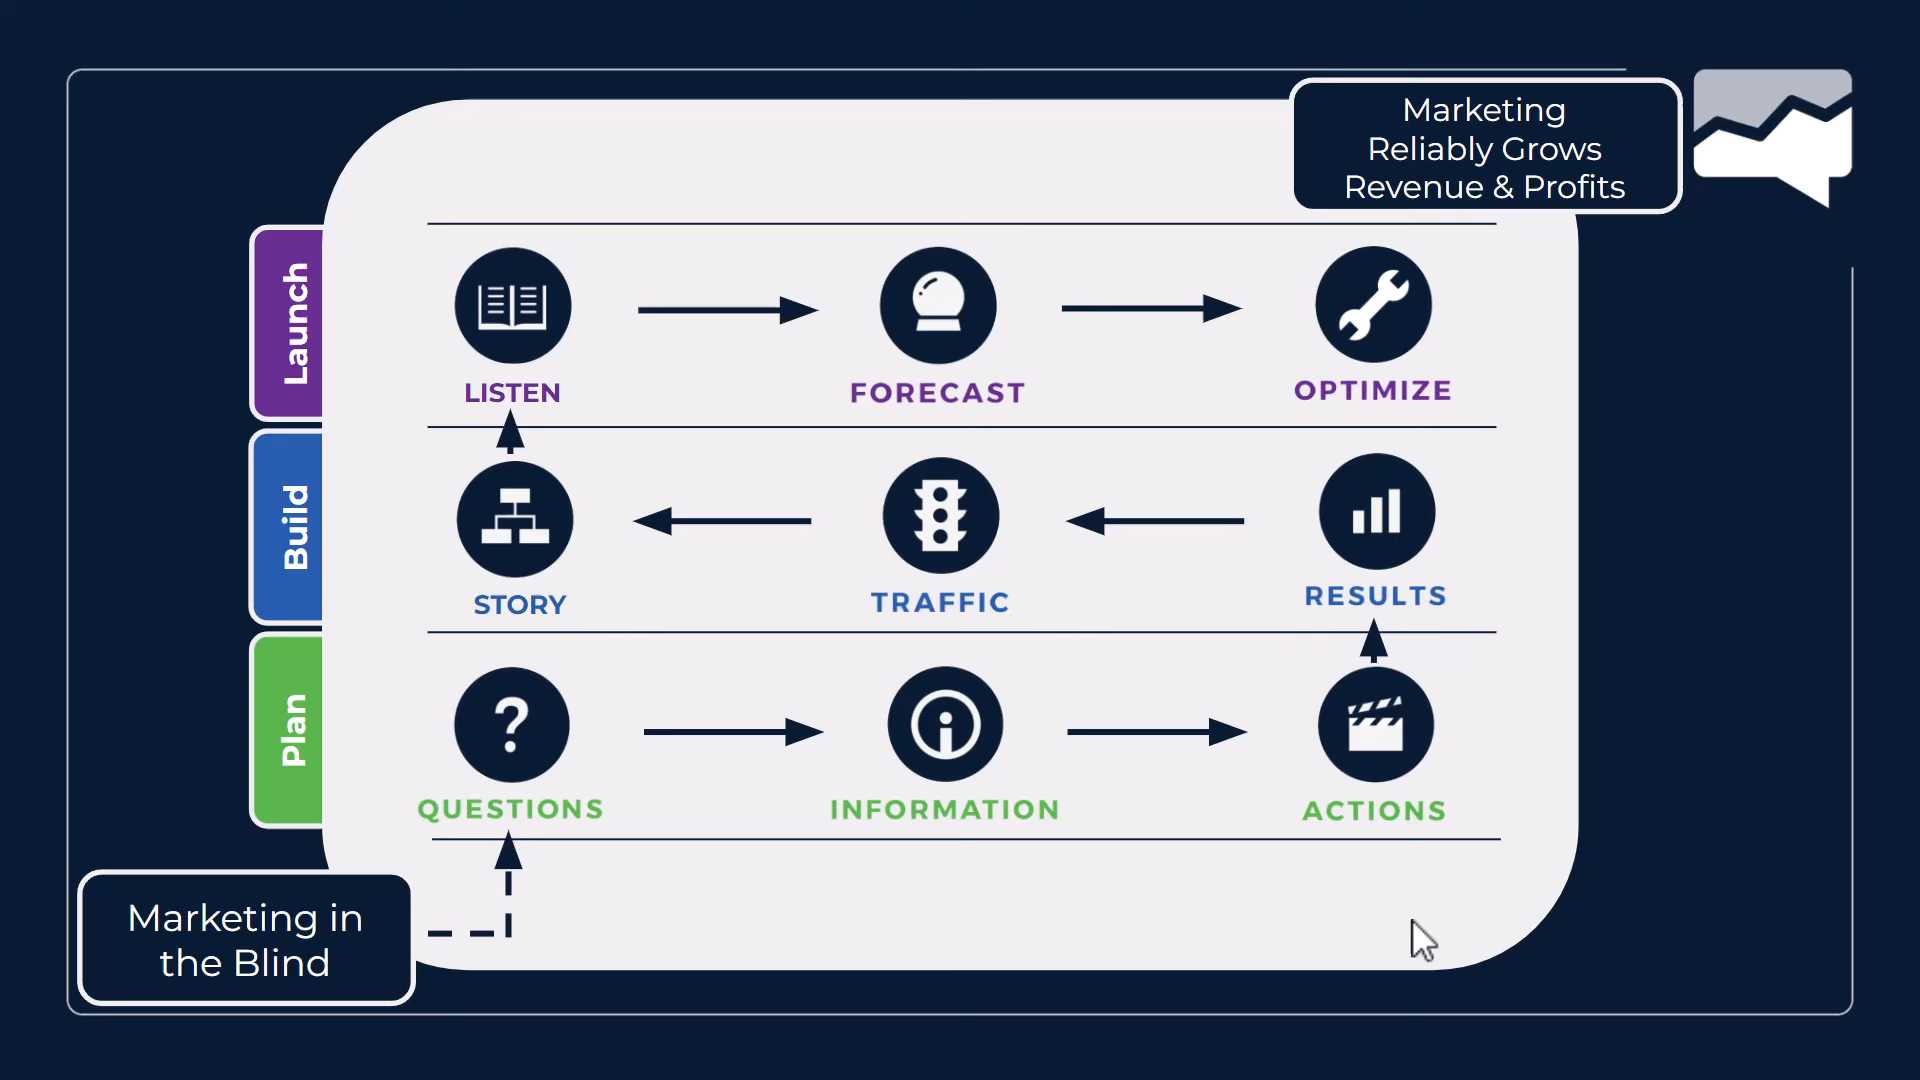 Marketing
Reliably Grows
Revenue & Profits
Launch
LISTEN
FORECAST
OPTIMIZE
Build
STORY
TRAFFIC
RESULTS
Plan
?
QUESTIONS
INFORMATION
ACTIONS
Marketing in
the Blind